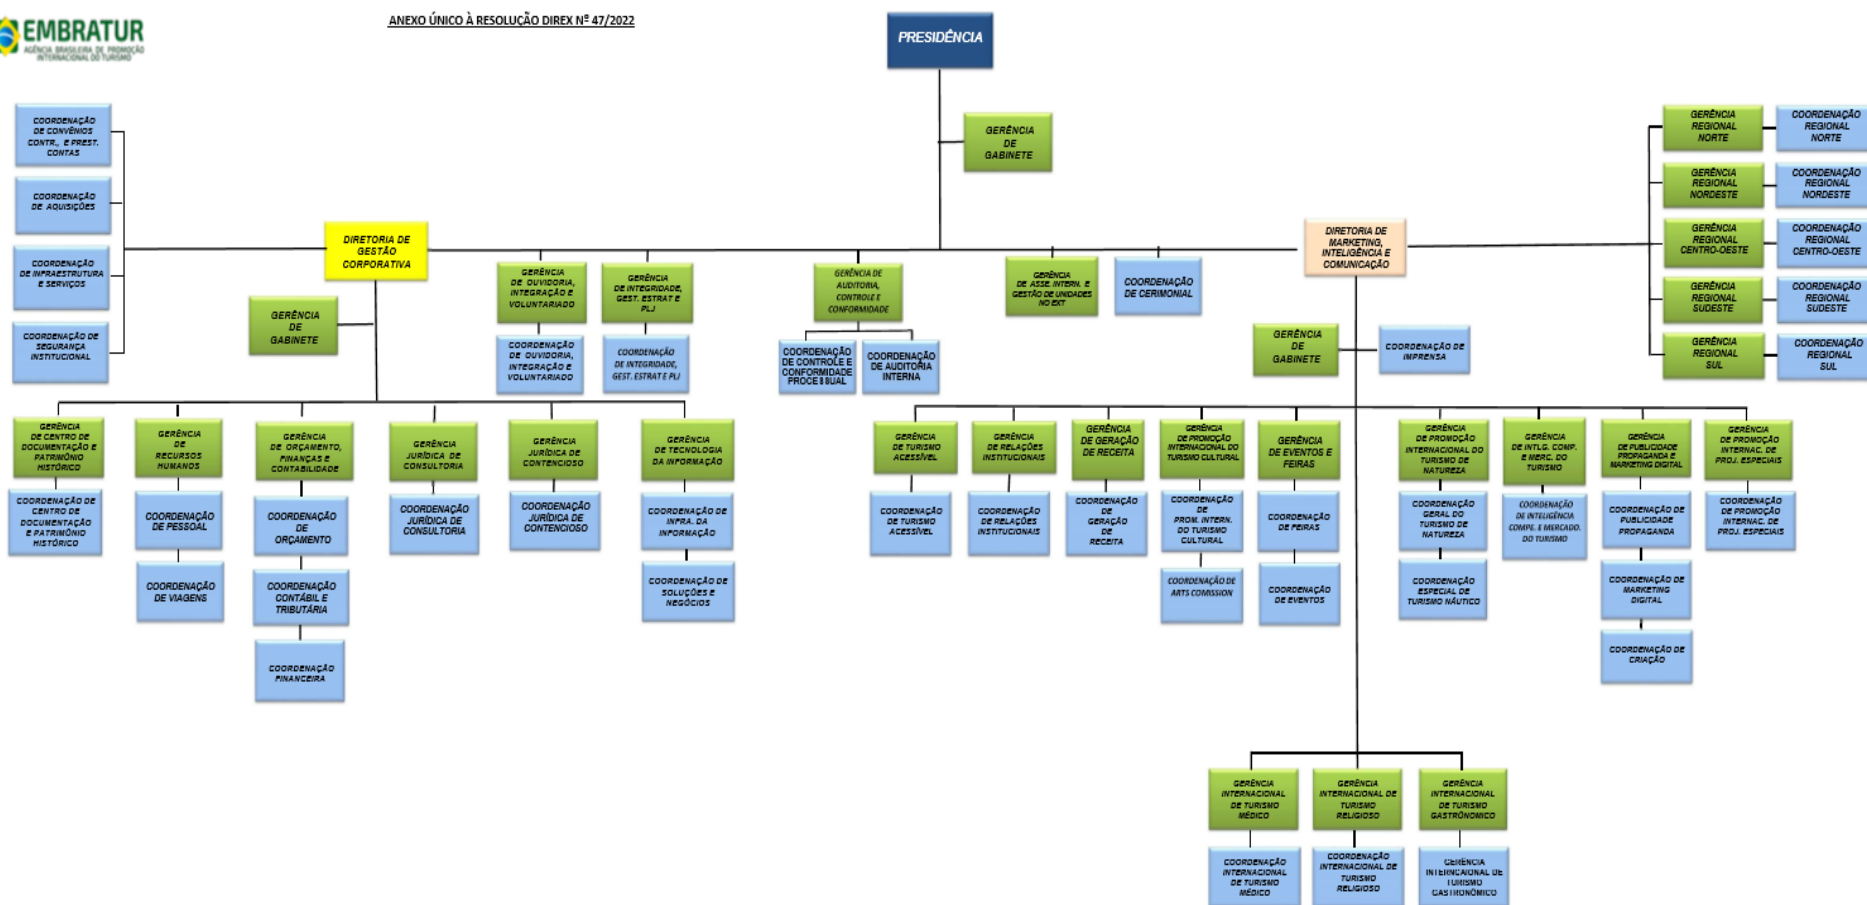 EMBRATUR
AGÊNCIA BRASILEIRA DE PROMOÇÃO
INTERNACIONAL DO TURISMO
ANEXO ÚNICO À RESOLUÇÃO DIREX Nº 47/2022
PRESIDÊNCIA
GERÊNCIA
DE
GABINETE
COORDENAÇÃO
DE CONVÊNIOS
CONTR., E PREST.
CONTAS
COORDENAÇÃO
DE AQUISIÇÕES
COORDENAÇÃO
DE INFRAESTRUTURA
E SERVIÇOS
COORDENAÇÃO DE
SEGURANÇA
INSTITUCIONAL
DIRETORIA DE
GESTÃO
CORPORATIVA
GERÊNCIA
DE
GABINETE
GERÊNCIA
DE OUVIDORIA,
INTEGRAÇÃO E
VOLUNTARIADO
COORDENAÇÃO
DE OUVIDORIA,
INTEGRAÇÃO E
VOLUNTARIADO
GERÊNCIA
DE INTEGRIDADE,
GEST. ESTRAT E
PLJ
COORDENAÇÃO
DE INTEGRIDADE,
GEST. ESTRAT E PLJ
GERÊNCIA DE
AUDITORIA,
CONTROLE E
CONFORMIDADE
COORDENAÇÃO
DE CONTROLE E
CONFORMIDADE
PROCE88UAL
COORDENAÇÃO
DE AUDITORIA
INTERNA
GERÊNCIA
DE ASSE. INTERN. E
GESTÃO DE UNIDADES
NO EXT
COORDENAÇÃO
DE CERIMONIAL
DIRETORIA DE
MARKETING,
INTELIGÊNCIA E
COMUNICAÇÃO
GERÊNCIA
DE
GABINETE
COORDENAÇÃO DE
IMPRENSA
GERÊNCIA
REGIONAL
NORTE
COORDENAÇÃO
REGIONAL
NORTE
GERÊNCIA
REGIONAL
NORDESTE
COORDENAÇÃO
REGIONAL
NORDESTE
GERÊNCIA
REGIONAL
CENTRO-OESTE
COORDENAÇÃO
REGIONAL
CENTRO-OESTE
GERÊNCIA
REGIONAL
SUDESTE
COORDENAÇÃO
REGIONAL
SUDESTE
GERÊNCIA
REGIONAL
SUL
COORDENAÇÃO
REGIONAL
SUL
GERÊNCIA
DE CENTRO DE
DOCUMENTAÇÃO E
PATRIMÔNIO
HISTÓRICO
COORDENAÇÃO DE
CENTRO DE
DOCUMENTAÇÃO
E PATRIMÔNIO
HISTÓRICO
GERÊNCIA
DE
RECURSOS
HUMANOS
COORDENAÇÃO
DE PESSOAL
COORDENAÇÃO
DE VIAGENS
GERÊNCIA
DE ORÇAMENTO,
FINANÇAS E
CONTABILIDADE
COORDENAÇÃO
DE
ORÇAMENTO
COORDENAÇÃO
CONTÁBIL E
TRIBUTÁRIA
COORDENAÇÃO
FINANCEIRA
GERÊNCIA
JURÍDICA DE
CONSULTORIA
COORDENAÇÃO
JURÍDICA DE
CONSULTORIA
GERÊNCIA
JURÍDICA DE
CONTENCIOSO
COORDENAÇÃO
JURÍDICA DE
CONTENCIOSO
GERÊNCIA
DE TECNOLOGIA
DA INFORMAÇÃO
COORDENAÇÃO DE
INFRA. DA
INFORMAÇÃO
COORDENAÇÃO DE
SOLUÇÕES E
NEGÓCIOS
GERÊNCIA
DE TURISMO
ACESSÍVEL
COORDENAÇÃO
DE TURISMO
ACESSÍVEL
GERÊNCIA
DE RELAÇÕES
INSTITUCIONAIS
COORDENAÇÃO
DE RELAÇÕES
INSTITUCIONAIS
GERÊNCIA
DE GERAÇÃO
DE RECEITA
COORDENAÇÃO
DE
GERAÇÃO
DE
RECEITA
GERÊNCIA
DE PROMOÇÃO
INTERNACIONAL DO
TURISMO CULTURAL
COORDENAÇÃO
DE
PROM. INTERN.
DO TURISMO
CULTURAL
COORDENAÇÃO DE
ARTS COMISSION
GERÊNCIA
DE EVENTOS E
FEIRAS
COORDENAÇÃO
DE FEIRAS
COORDENAÇÃO
DE EVENTOS
GERÊNCIA
DE PROMOÇÃO
INTERNACIONAL DO
TURISMO DE
NATUREZA
COORDENAÇÃO
GERAL DO
TURISMO DE
NATUREZA
COORDENAÇÃO
ESPECIAL DE
TURISMO NÁUTICO
GERÊNCIA
DE INTLG. COMP.
E MERC. DO
TURISMO
COORDENAÇÃO
DE INTELIGÊNCIA
COMPE. E MERCADO.
DO TURISMO
GERÊNCIA
DE PUBLICIDADE
PROPAGANDA E
MARKETING DIGITAL
COORDENAÇÃO DE
PUBLICIDADE
PROPAGANDA
COORDENAÇÃO DE
MARKETING
DIGITAL
COORDENAÇÃO DE
CRIAÇÃO
GERÊNCIA
DE PROMOÇÃO
INTERNAC. DE
PROJ. ESPECIAIS
COORDENAÇÃO
DE PROMOÇÃO
INTERNAC. DE
PROJ. ESPECIAIS
GERÊNCIA
INTERNACIONAL
DE TURISMO
MÉDICO
COORDENAÇÃO
INTERNACIONAL
DE TURISMO
MÉDICO
GERÊNCIA
INTERNACIONAL DE
TURISMO
RELIGIOSO
COORDENAÇÃO
INTERNACIONAL DE
TURISMO
RELIGIOSO
GERÊNCIA
INTERNACIONAL
DE TURISMO
GASTRÔNOMICO
GERÊNCIA
INTERNCAIONAL DE
TURISMO
GASTRONÔMICO